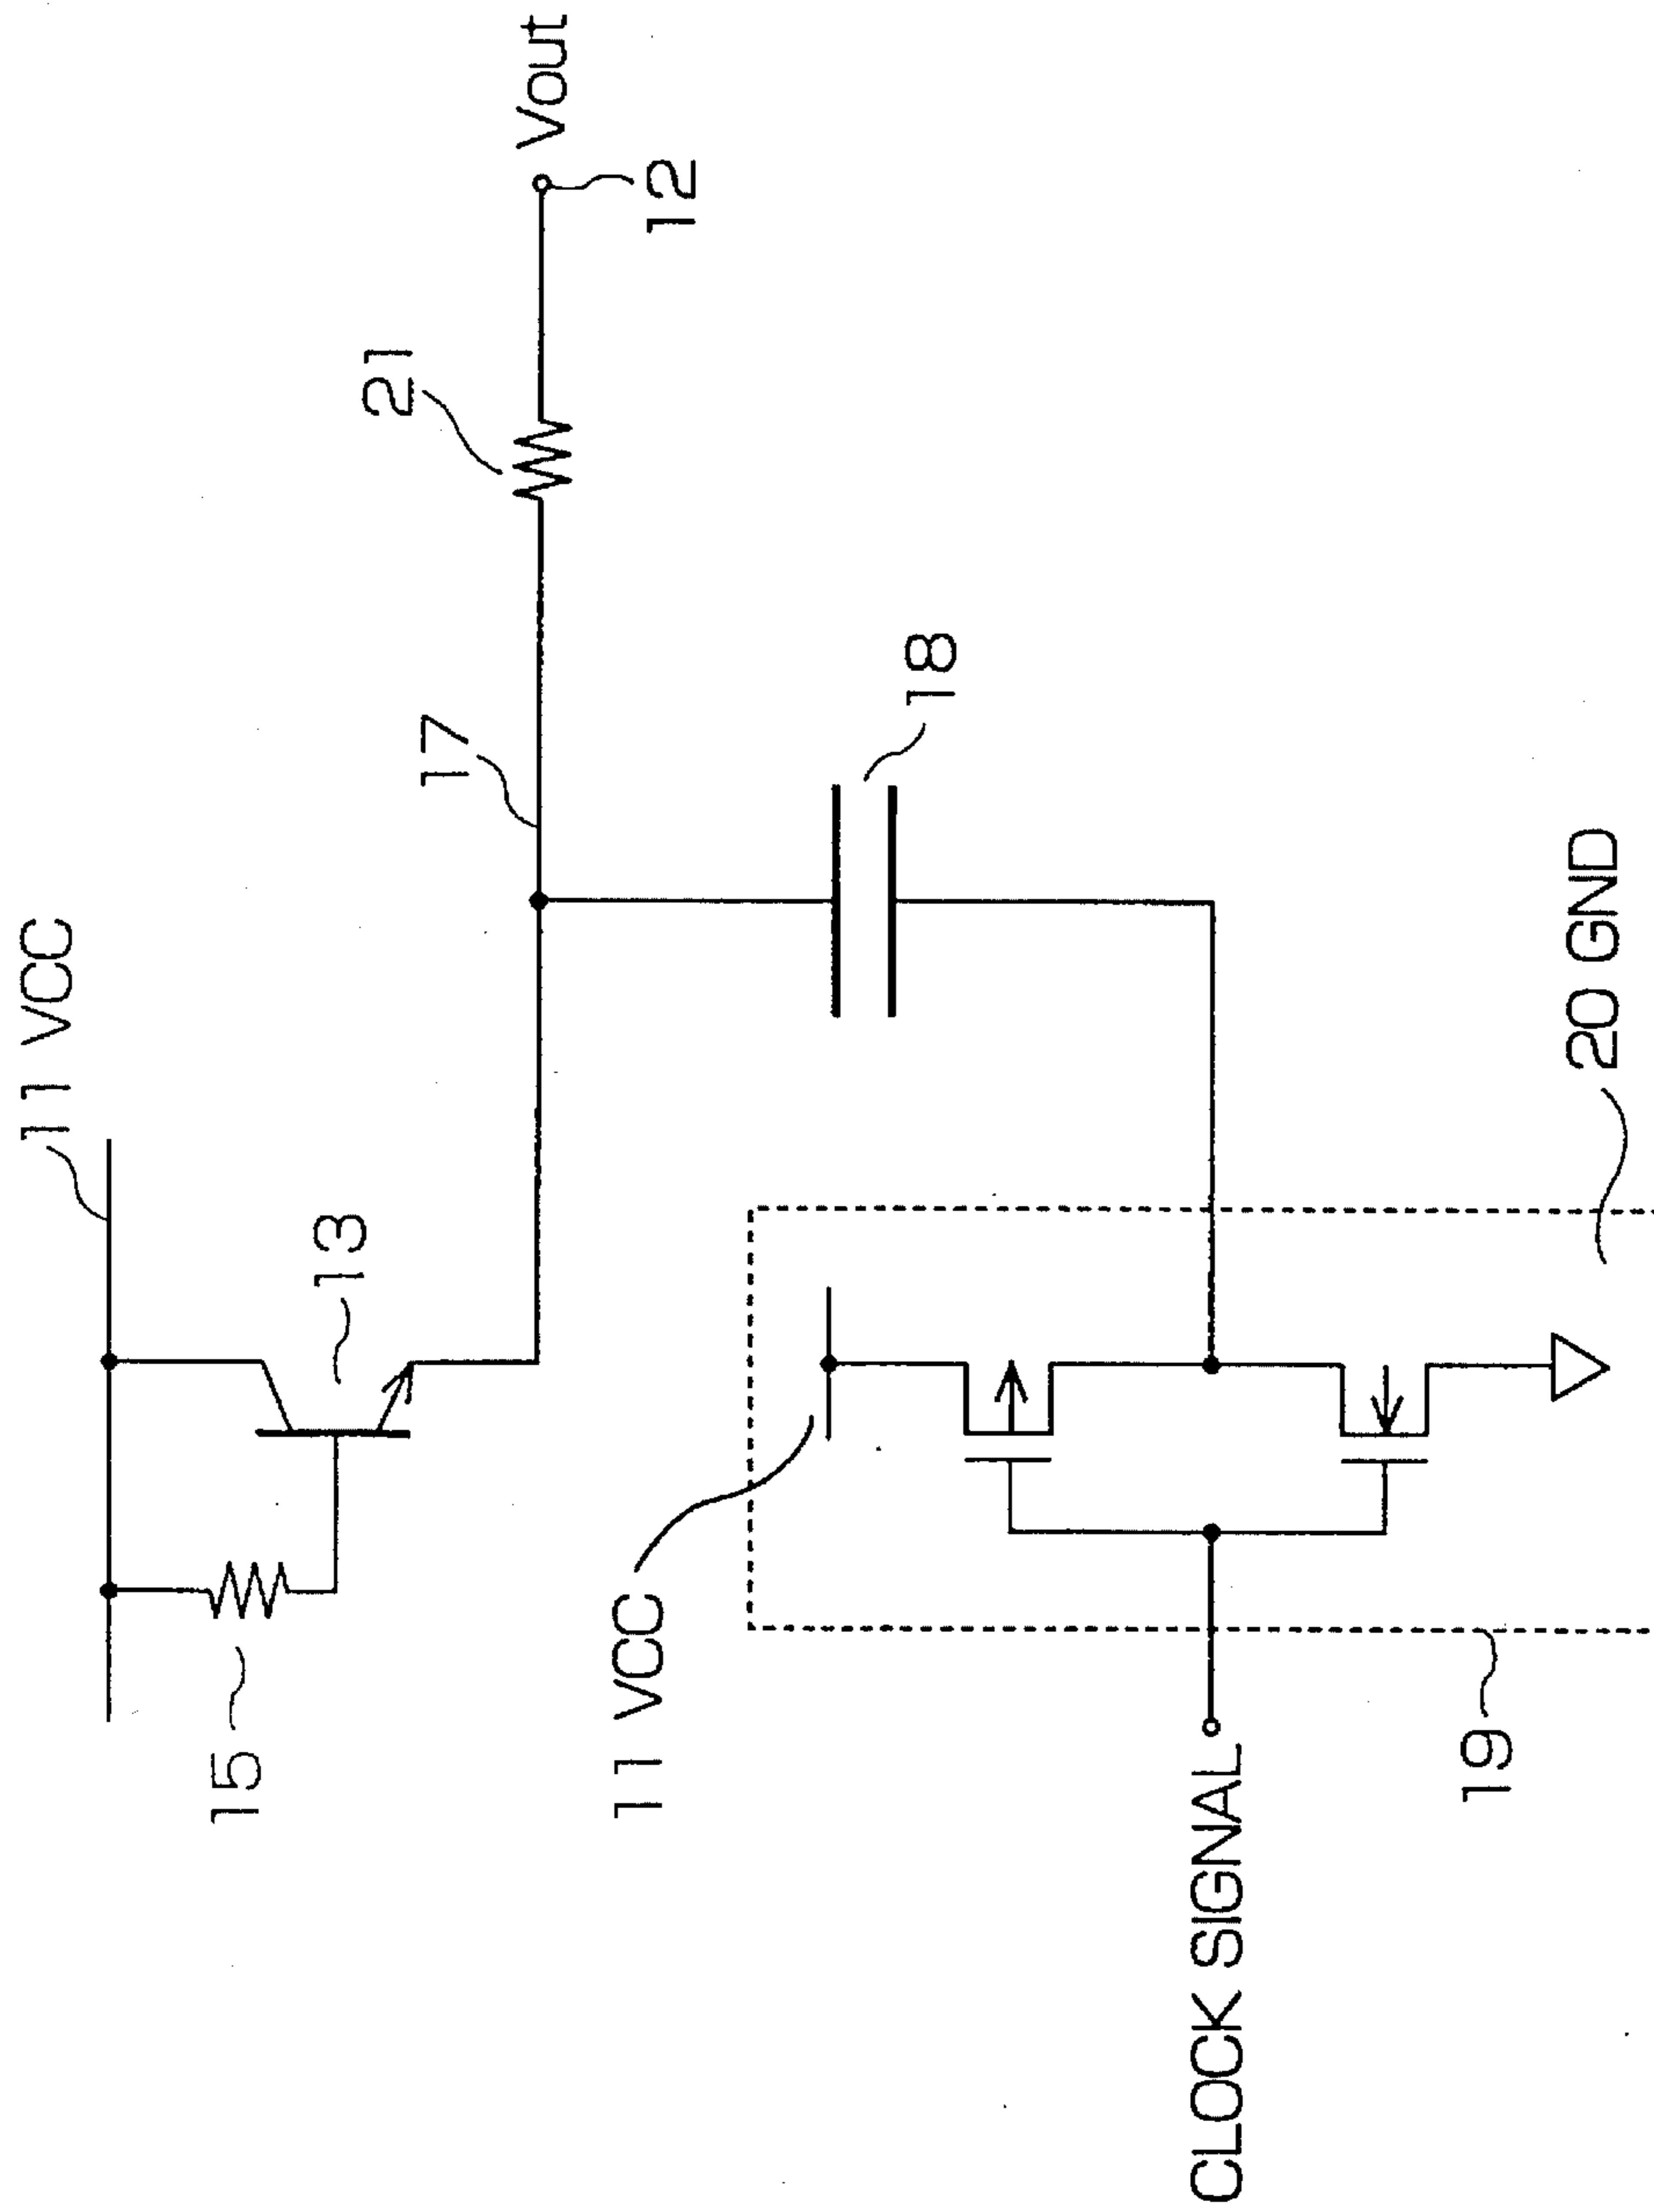 11 VCC
15
13
17
21
Vout
12
11 VCC
18
CLOCK SIGNAL
19
20 GND